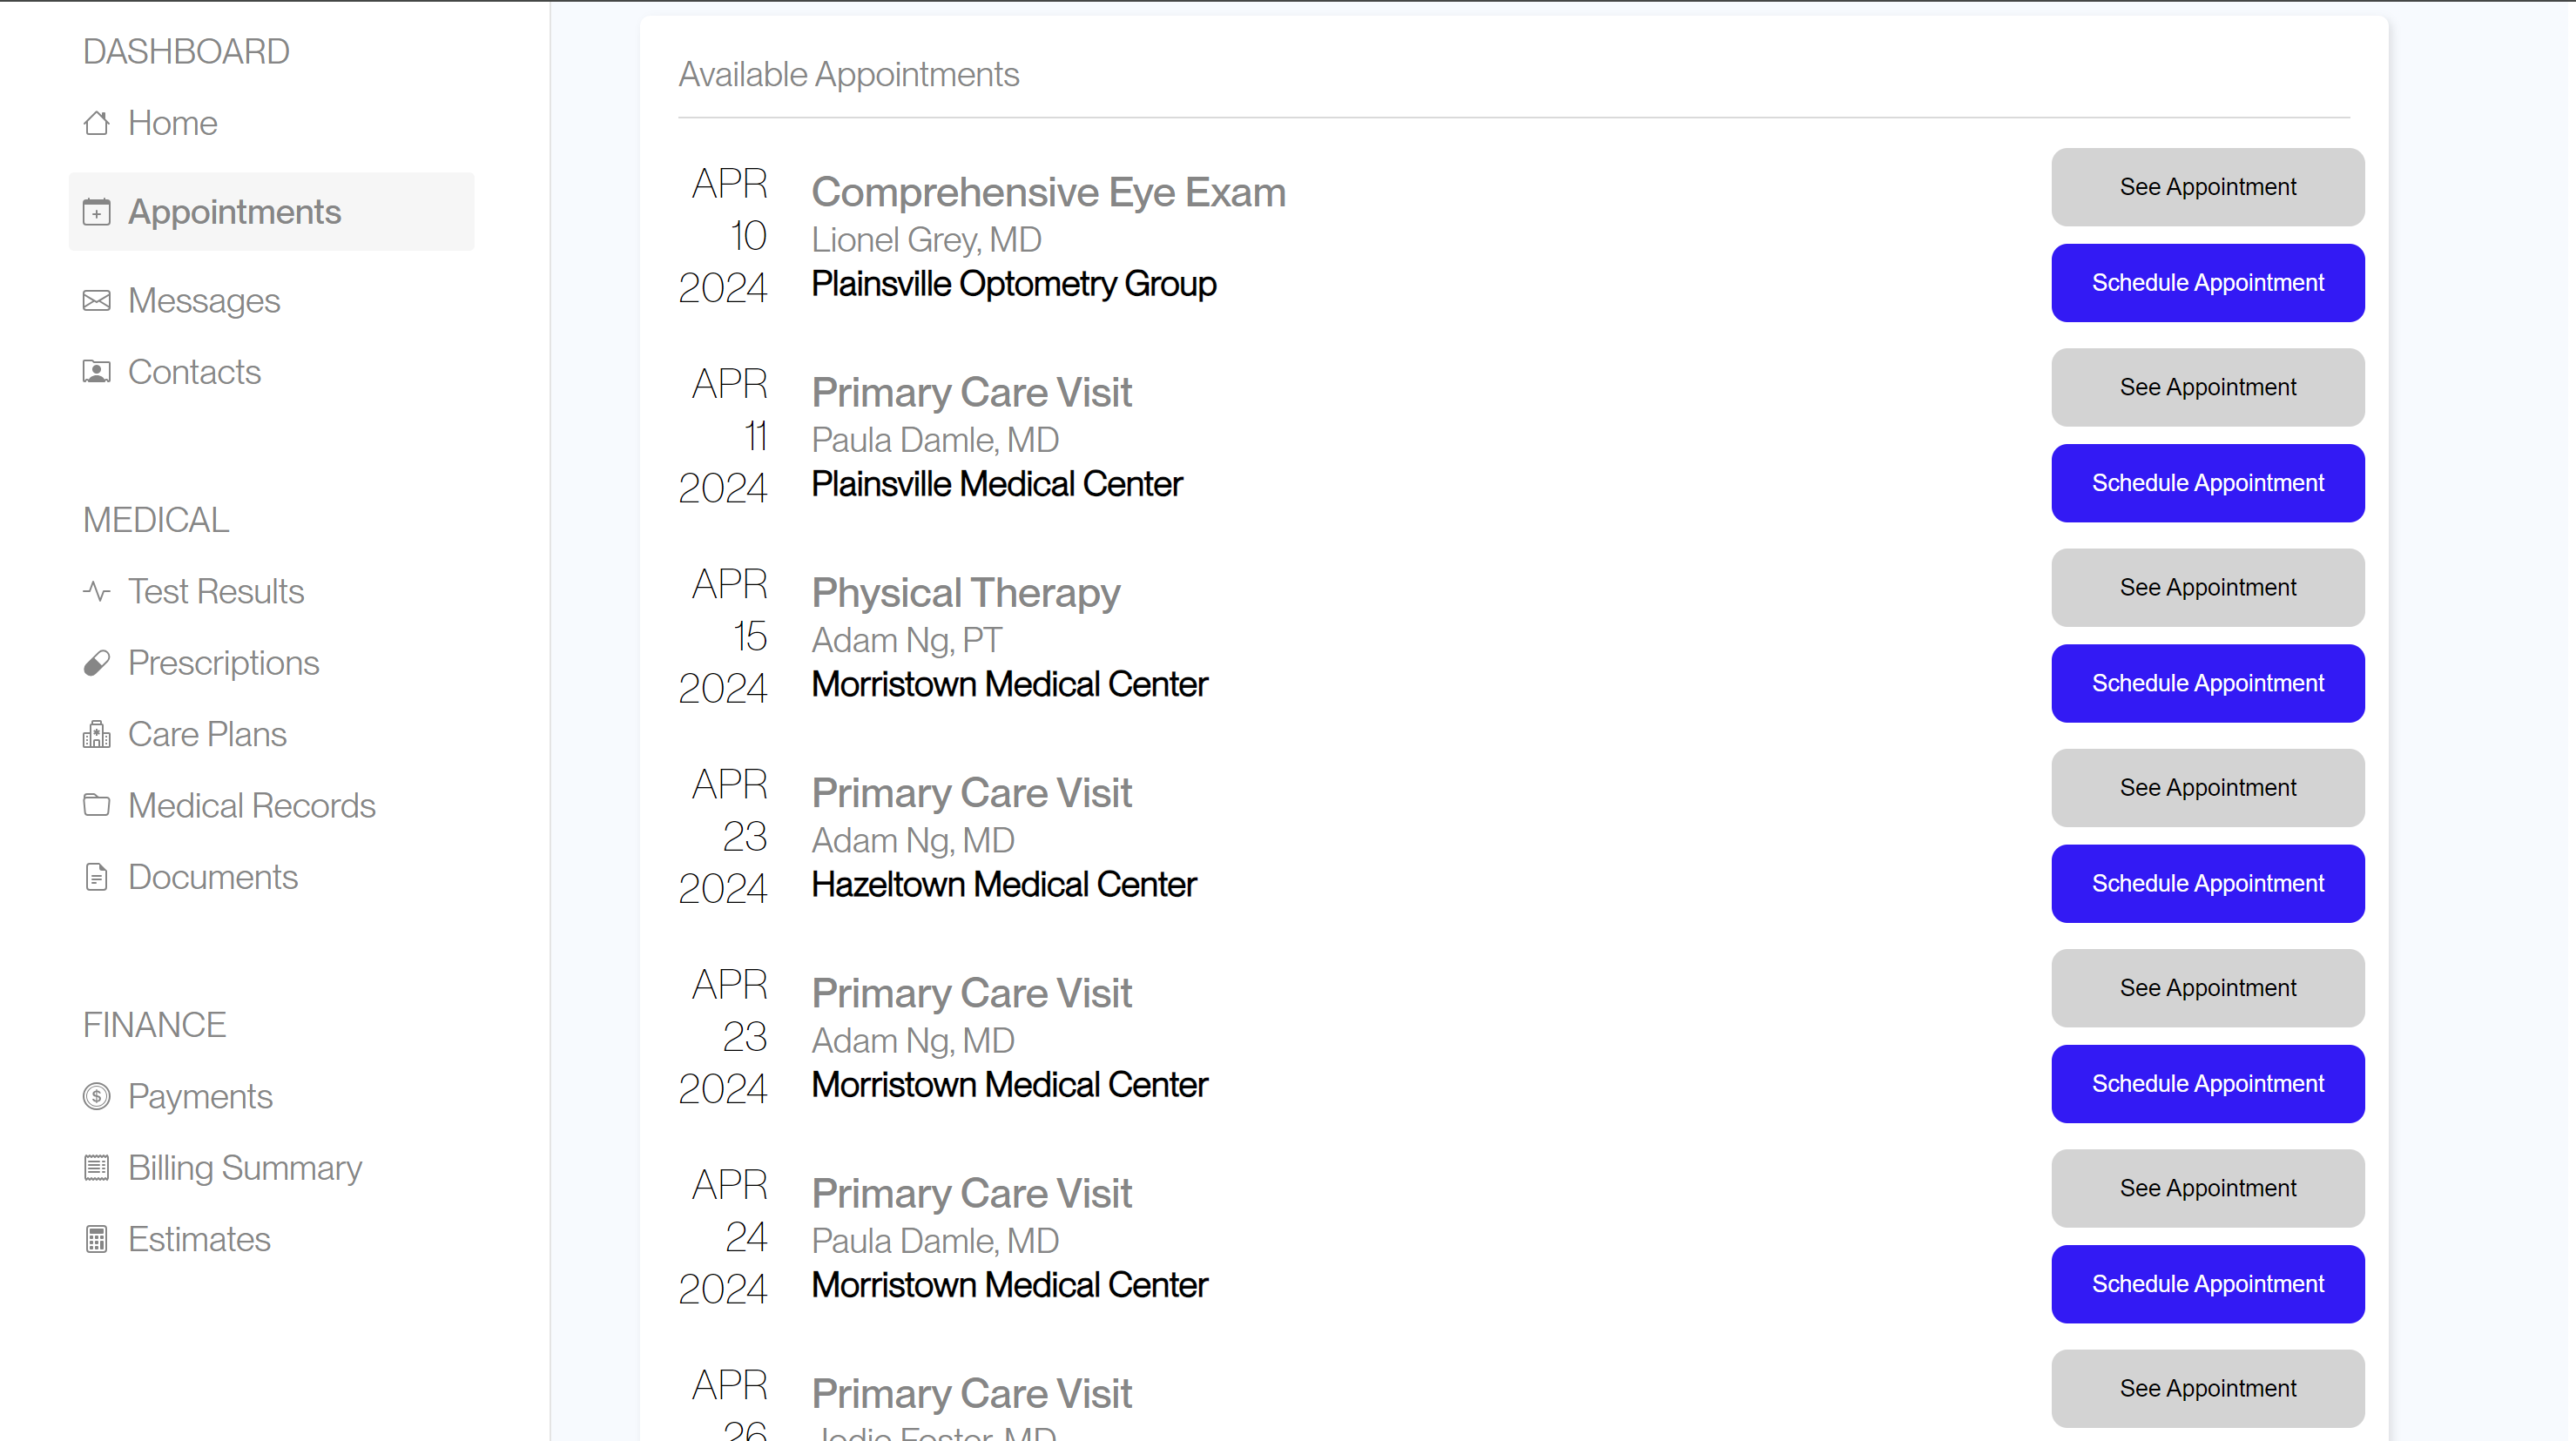 DASHBOARD
Home
Appointments
Messages
Contacts
MEDICAL
Test Results
Prescriptions
Care Plans
Medical Records
Documents
FINANCE
Payments
Billing Summary
Estimates
Available Appointments
APR
10
2024
Comprehensive Eye Exam
Lionel Grey, MD
Plainsville Optometry Group
See Appointment
Schedule Appointment
APR
11
2024
Primary Care Visit
Paula Damle, MD
Plainsville Medical Center
See Appointment
Schedule Appointment
APR
15
2024
Physical Therapy
Adam Ng, PT
Morristown Medical Center
See Appointment
Schedule Appointment
APR
23
2024
Primary Care Visit
Adam Ng, MD
Hazeltown Medical Center
See Appointment
Schedule Appointment
APR
23
2024
Primary Care Visit
Adam Ng, MD
Morristown Medical Center
See Appointment
Schedule Appointment
APR
24
2024
Primary Care Visit
Paula Damle, MD
Morristown Medical Center
See Appointment
Schedule Appointment
APR
26
Primary Care Visit
Jodie Foster, MD
See Appointment